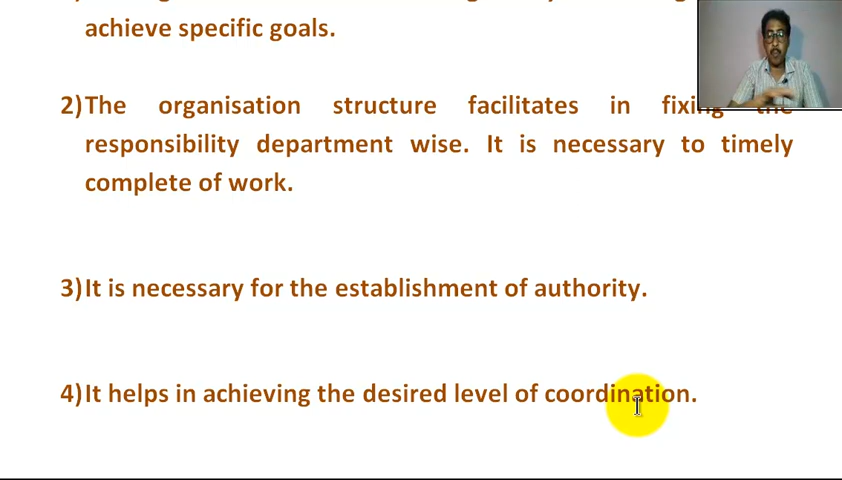 achieve specific goals.
2) The organisation structure facilitates in fixing the
responsibility department wise. It is necessary to timely
complete of work.
3) It is necessary for the establishment of authority.
4) It helps in achieving the desired level of coordination.